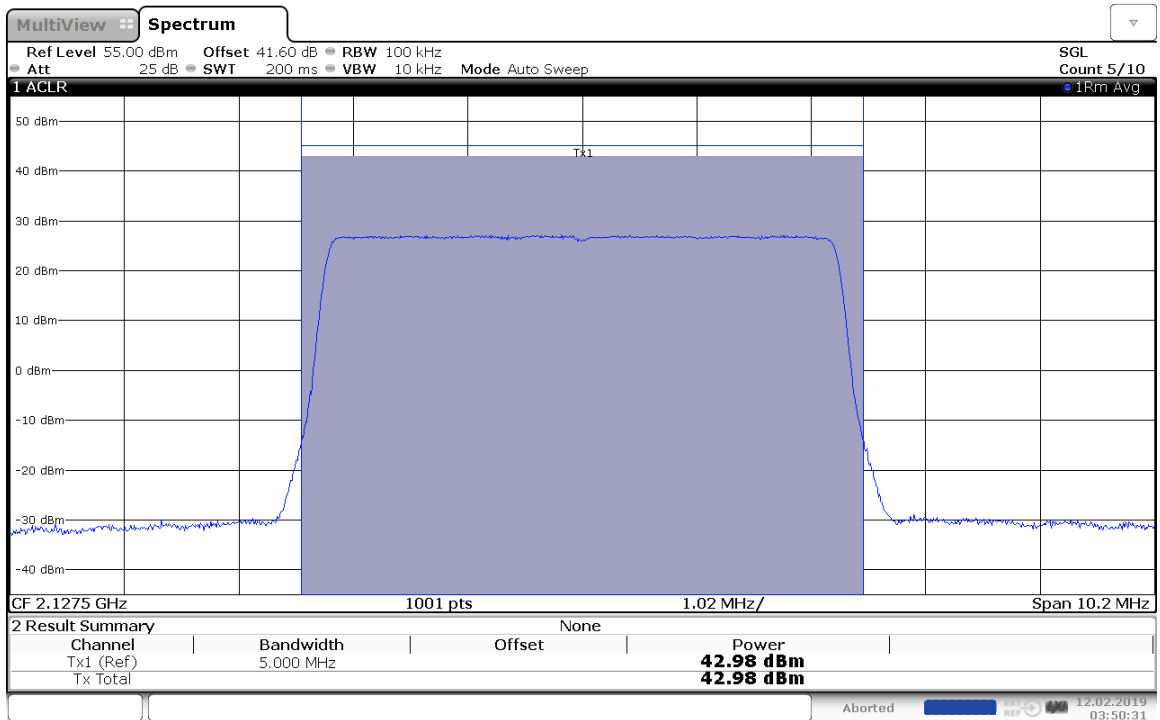 MultiView Spectrum
Ref Level 55.00 dBm Offset 41.60 dB RBW 100 kHz SGL
Att 25 dB SWT 200 ms VBW 10 kHz Mode Auto Sweep Count 5/10
1 ACLR 1Rm Avg
50 dBm
Tx1
40 dBm
30 dBm
20 dBm
10 dBm
0 dBm
-10 dBm
-20 dBm
-30 dBm
-40 dBm
CF 2.1275 GHz 1001 pts 1.02 MHz/ Span 10.2 MHz
2 Result Summary None
Channel Bandwidth Offset Power
Tx1 (Ref) 5.000 MHz 42.98 dBm
Tx Total 42.98 dBm
Aborted EXT REF 12.02.2019
03:50:31